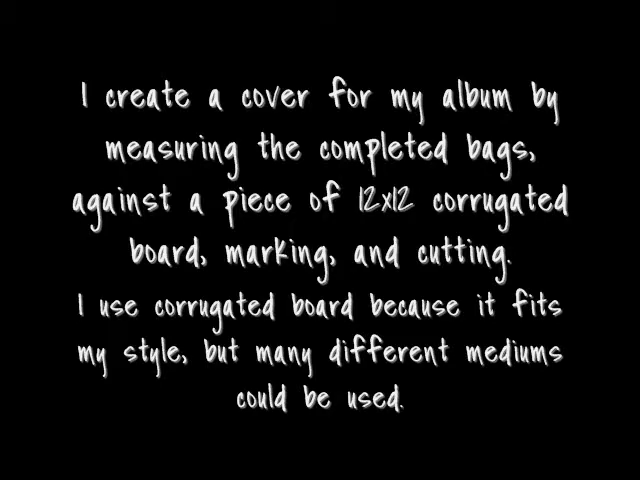 I create a cover for my album by
measuring the completed bags,
against a piece of 12x12 corrugated
board, marking, and cutting.
I use corrugated board because it fits
my style, but many different mediums
could be used.